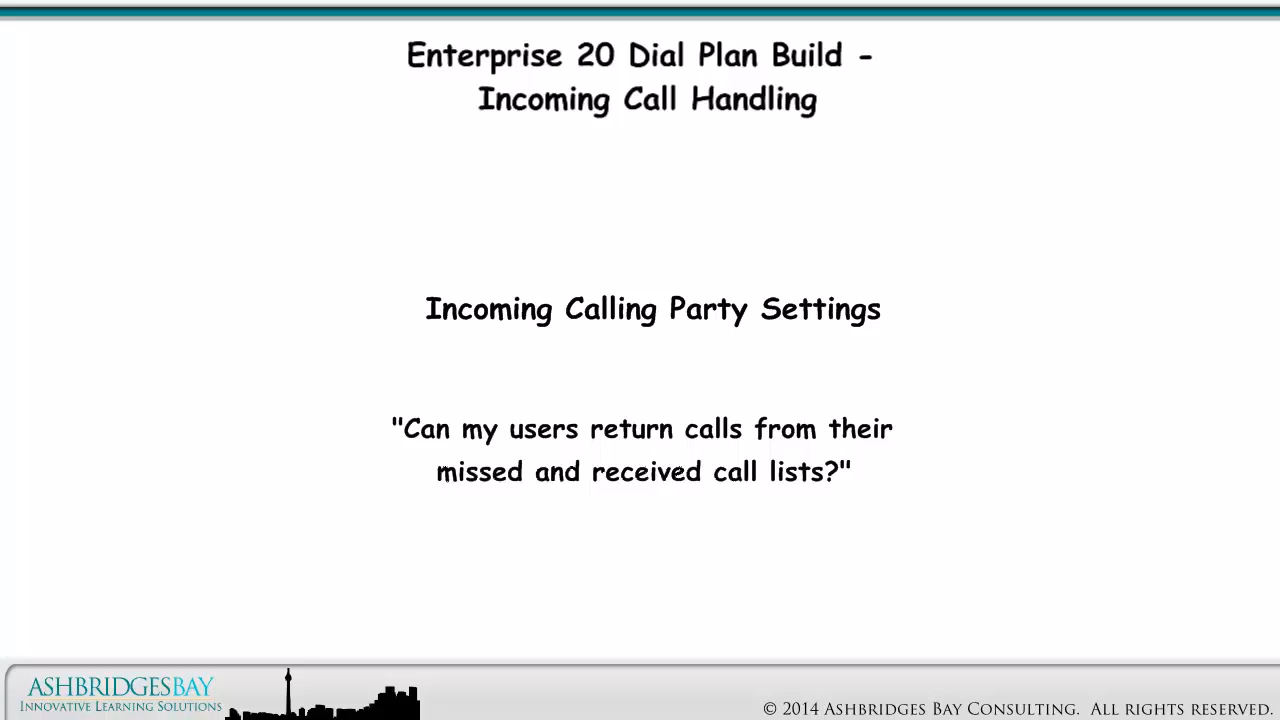 Enterprise 20 Dial Plan Build -
Incoming Call Handling
Incoming Calling Party Settings
"Can my users return calls from their
missed and received call lists?"
ASHBRIDGESBAY
INNOVATIVE LEARNING SOLUTIONS
© 2014 ASHBRIDGES BAY CONSULTING. ALL RIGHTS RESERVED.